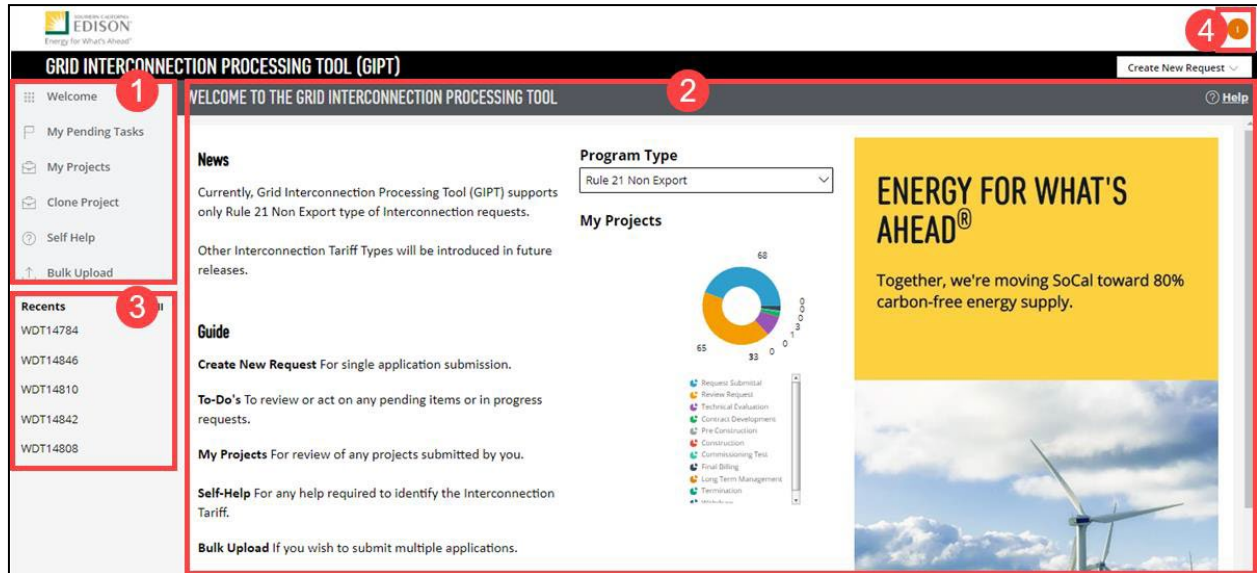 SOUTHERN CALIFORNIA
EDISON
Energy for What's Ahead
4
I
GRID INTERCONNECTION PROCESSING TOOL (GIPT)
Create New Request
1
Welcome
My Pending Tasks
My Projects
Clone Project
Self Help
Bulk Upload
3
Recents
WDT14784
WDT14846
WDT14810
WDT14842
WDT14808
2
WELCOME TO THE GRID INTERCONNECTION PROCESSING TOOL
? Help
News
Currently, Grid Interconnection Processing Tool (GIPT) supports
only Rule 21 Non Export type of Interconnection requests.
Other Interconnection Tariff Types will be introduced in future
releases.
Guide
Create New Request For single application submission.
To-Do's To review or act on any pending items or in progress
requests.
My Projects For review of any projects submitted by you.
Self-Help For any help required to identify the Interconnection
Tariff.
Bulk Upload If you wish to submit multiple applications.
Program Type
Rule 21 Non Export
My Projects
68
0
0
0
3
1
0
0
33
65
Request Submittal
Review Request
Technical Evaluation
Contract Development
Pre Construction
Construction
Commissioning Test
Final Billing
Long Term Management
Termination
ENERGY FOR WHAT'S
AHEAD®
Together, we're moving SoCal toward 80%
carbon-free energy supply.